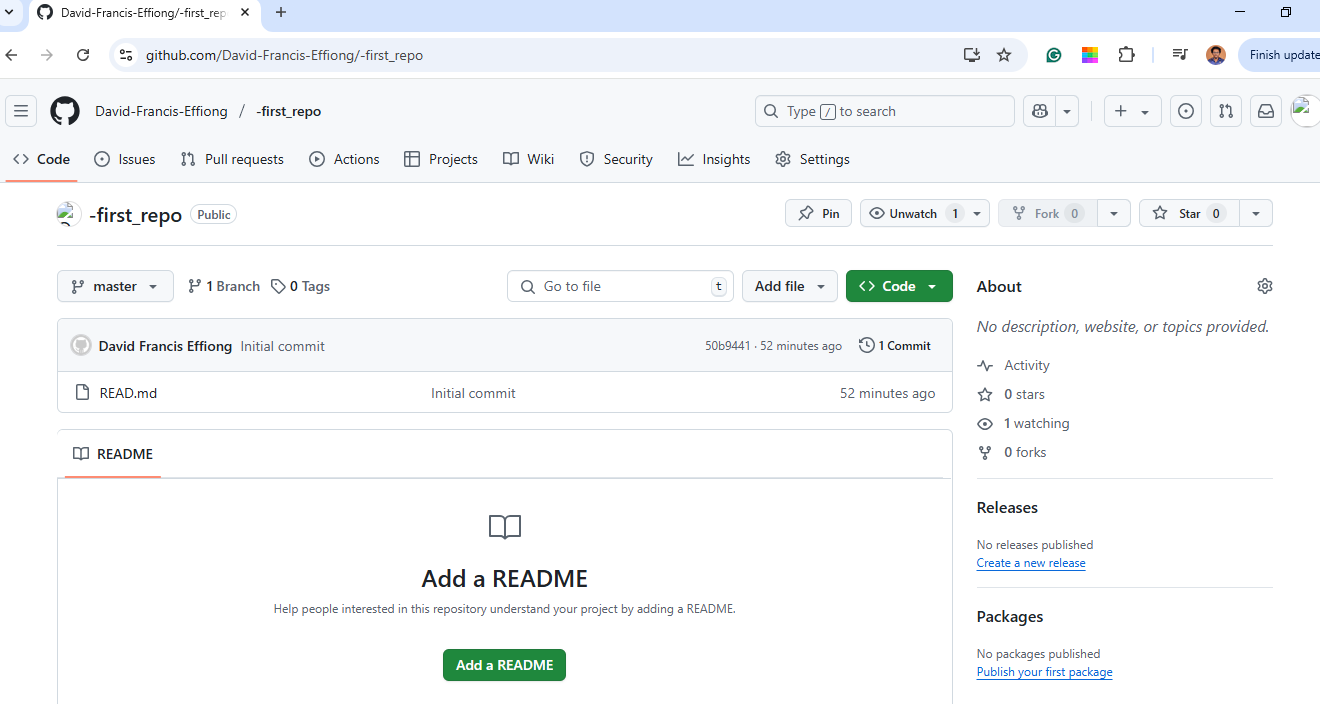 David-Francis-Effiong/-first_rep
github.com/David-Francis-Effiong/-first_repo
Finish update
David-Francis-Effiong / -first_repo
Type / to search
Code Issues Pull requests Actions Projects Wiki Security Insights Settings
-first_repo Public
Pin Unwatch 1 Fork 0 Star 0
master 1 Branch 0 Tags Go to file t Add file Code
David Francis Effiong Initial commit 50b9441 · 52 minutes ago 1 Commit
READ.md Initial commit 52 minutes ago
README
Add a README
Help people interested in this repository understand your project by adding a README.
Add a README
About
No description, website, or topics provided.
Activity
0 stars
1 watching
0 forks
Releases
No releases published
Create a new release
Packages
No packages published
Publish your first package